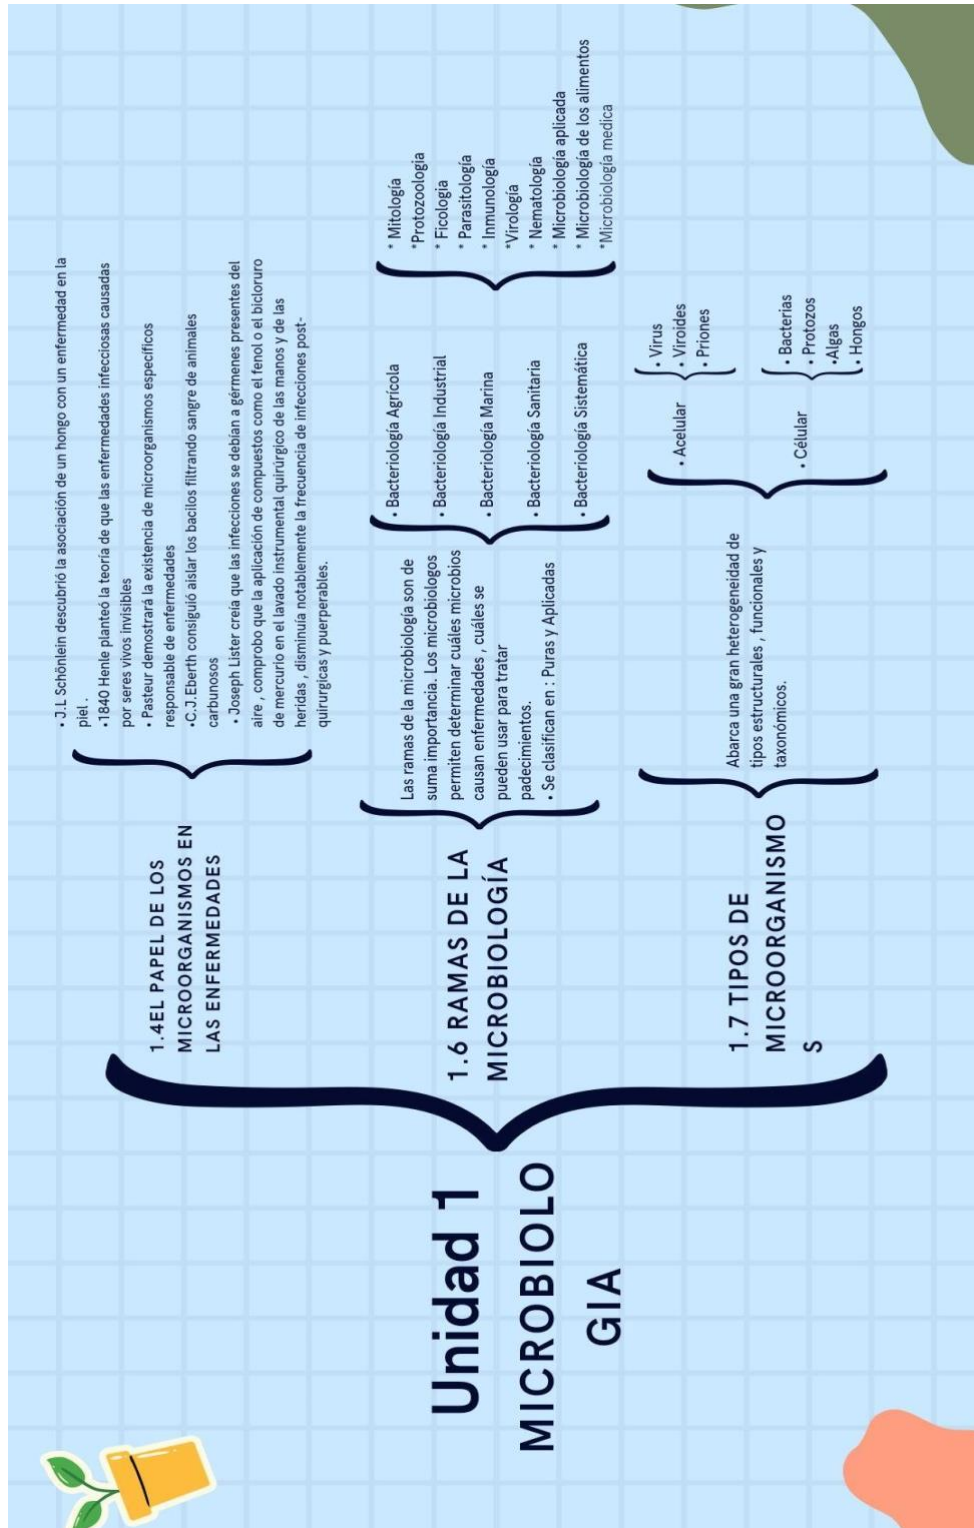 Unidad 1
MICROBIOLO
GIA
1.4EL PAPEL DE LOS
MICROORGANISMOS EN
LAS ENFERMEDADES
• J.L Schönlein descubrió la asociación de un hongo con un enfermedad en la
piel .
•1840 Henle planteó la teoría de que las enfermedades infecciosas causadas
por seres vivos invisibles
• Pasteur demostrará la existencia de microorganismos específicos
responsable de enfermedades
•C.J.Eberth consiguió aislar los bacilos filtrando sangre de animales
carbunosos
• Joseph Lister creía que las infecciones se debían a gérmenes presentes del
aire , comprobo que la aplicación de compuestos como el fenol o el bicloruro
de mercurio en el lavado instrumental quirúrgico de las manos y de las
heridas , disminuía notablemente la frecuencia de infecciones post-
quirurgicas y puerperables.
1.6 RAMAS DE LA
MICROBIOLOGÍA
Las ramas de la microbiología son de
suma importancia. Los microbiologos
permiten determinar cuáles microbios
causan enfermedades , cuáles se
pueden usar para tratar
padecimientos.
• Se clasifican en : Puras y Aplicadas
• Bacteriología Agrícola
• Bacteriología Industrial
• Bacteriología Marina
• Bacteriología Sanitaria
• Bacteriología Sistemática
* Mitología
*Protozoologia
* Ficologia
* Parasitología
* Inmunología
*Virología
* Nematología
* Microbiología aplicada
* Microbiología de los alimentos
*Microbiología medica
1.7 TIPOS DE
MICROORGANISMO
S
Abarca una gran heterogeneidad de
tipos estructurales , funcionales y
taxonómicos.
• Acelular
• Virus
• Viroides
• Priones
• Célular
• Bacterias
• Protozos
•Algas
• Hongos